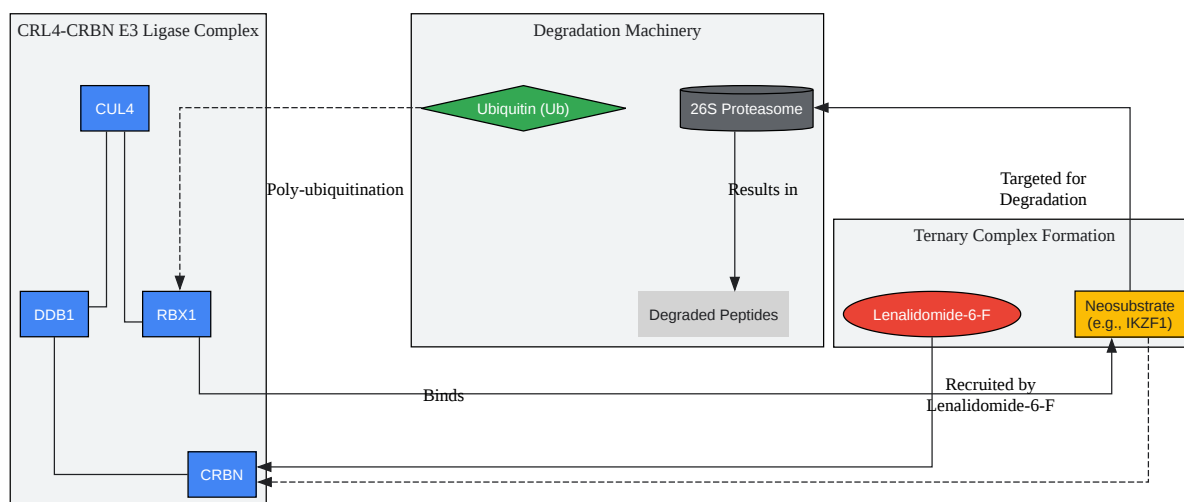 CRL4-CRBN E3 Ligase Complex
Degradation Machinery
CUL4
Ubiquitin (Ub)
26S Proteasome
Poly-ubiquitination
Results in
Targeted for
Degradation
Ternary Complex Formation
DDB1
RBX1
Degraded Peptides
Lenalidomide-6-F
Neosubstrate
(e.g., IKZF1)
Binds
Recruited by
Lenalidomide-6-F
CRBN